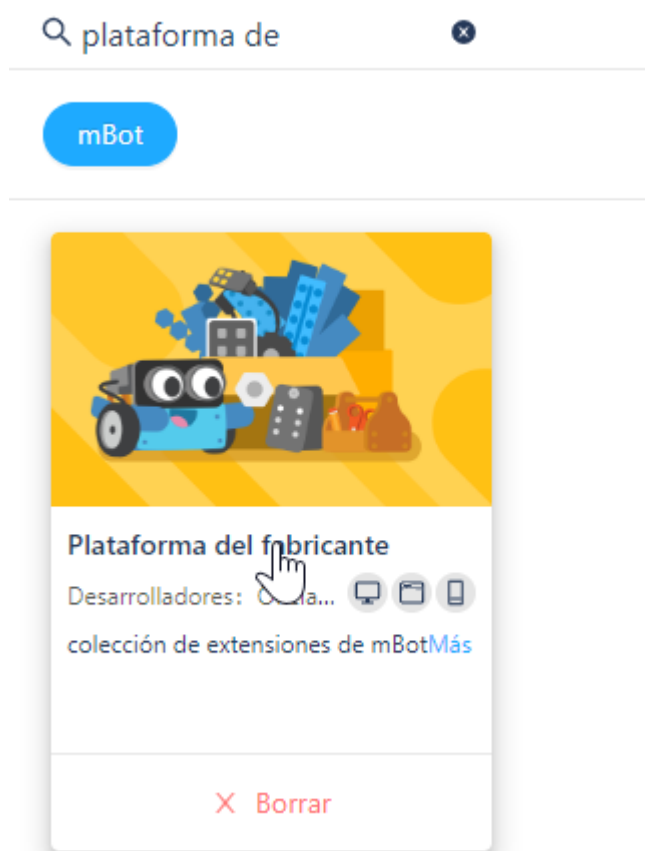 plataforma de
mBot
Plataforma del fabricante
Desarrolladores:
colección de extensiones de mBotMás
Borrar